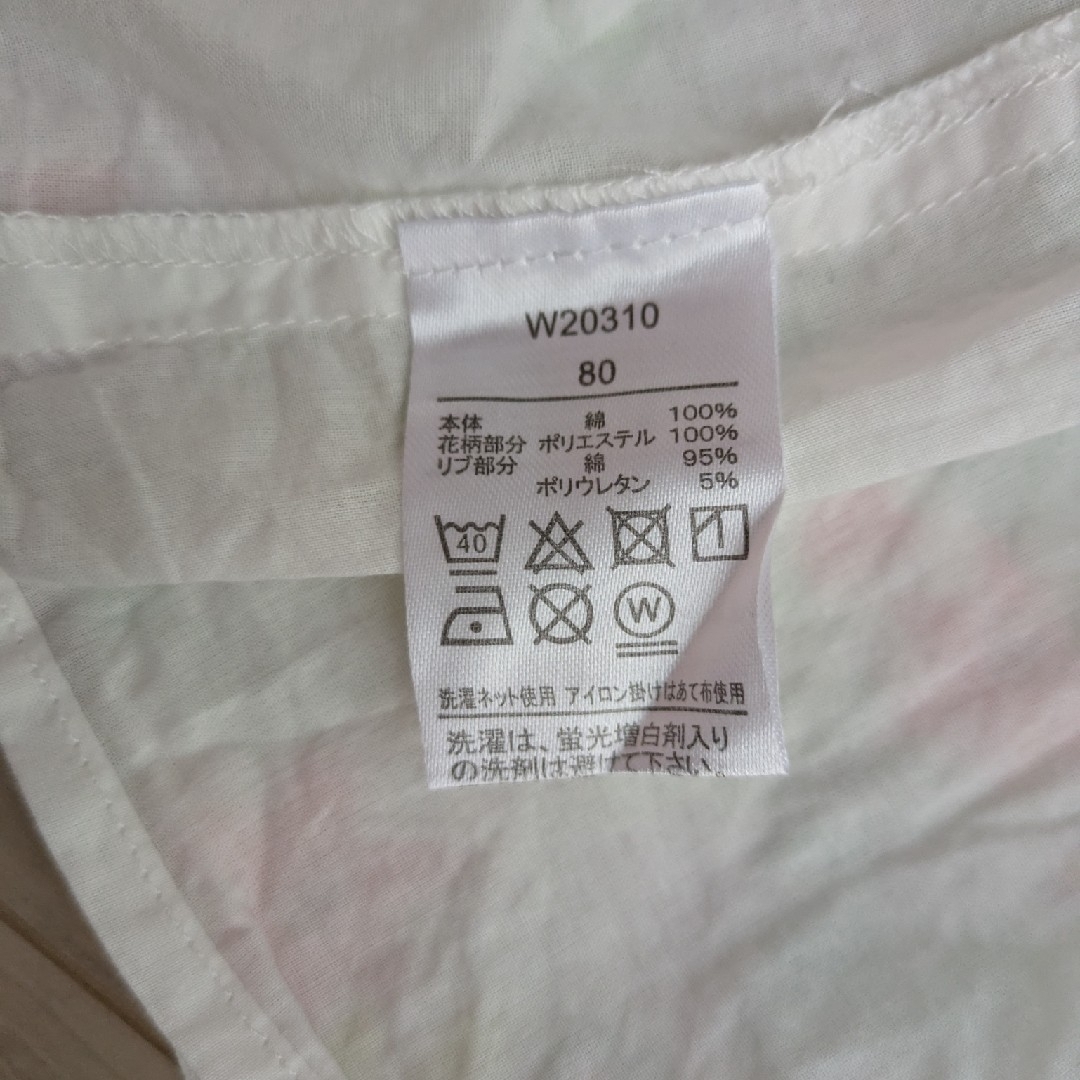 W20310
80
本体 綿 100%
花柄部分 ポリエステル 100%
リブ部分 綿 95%
ポリウレタン 5%
40
W
洗濯ネット使用 アイロン掛けはあて布使用
洗濯は、蛍光増白剤入り
の洗剤は避けて下さい。